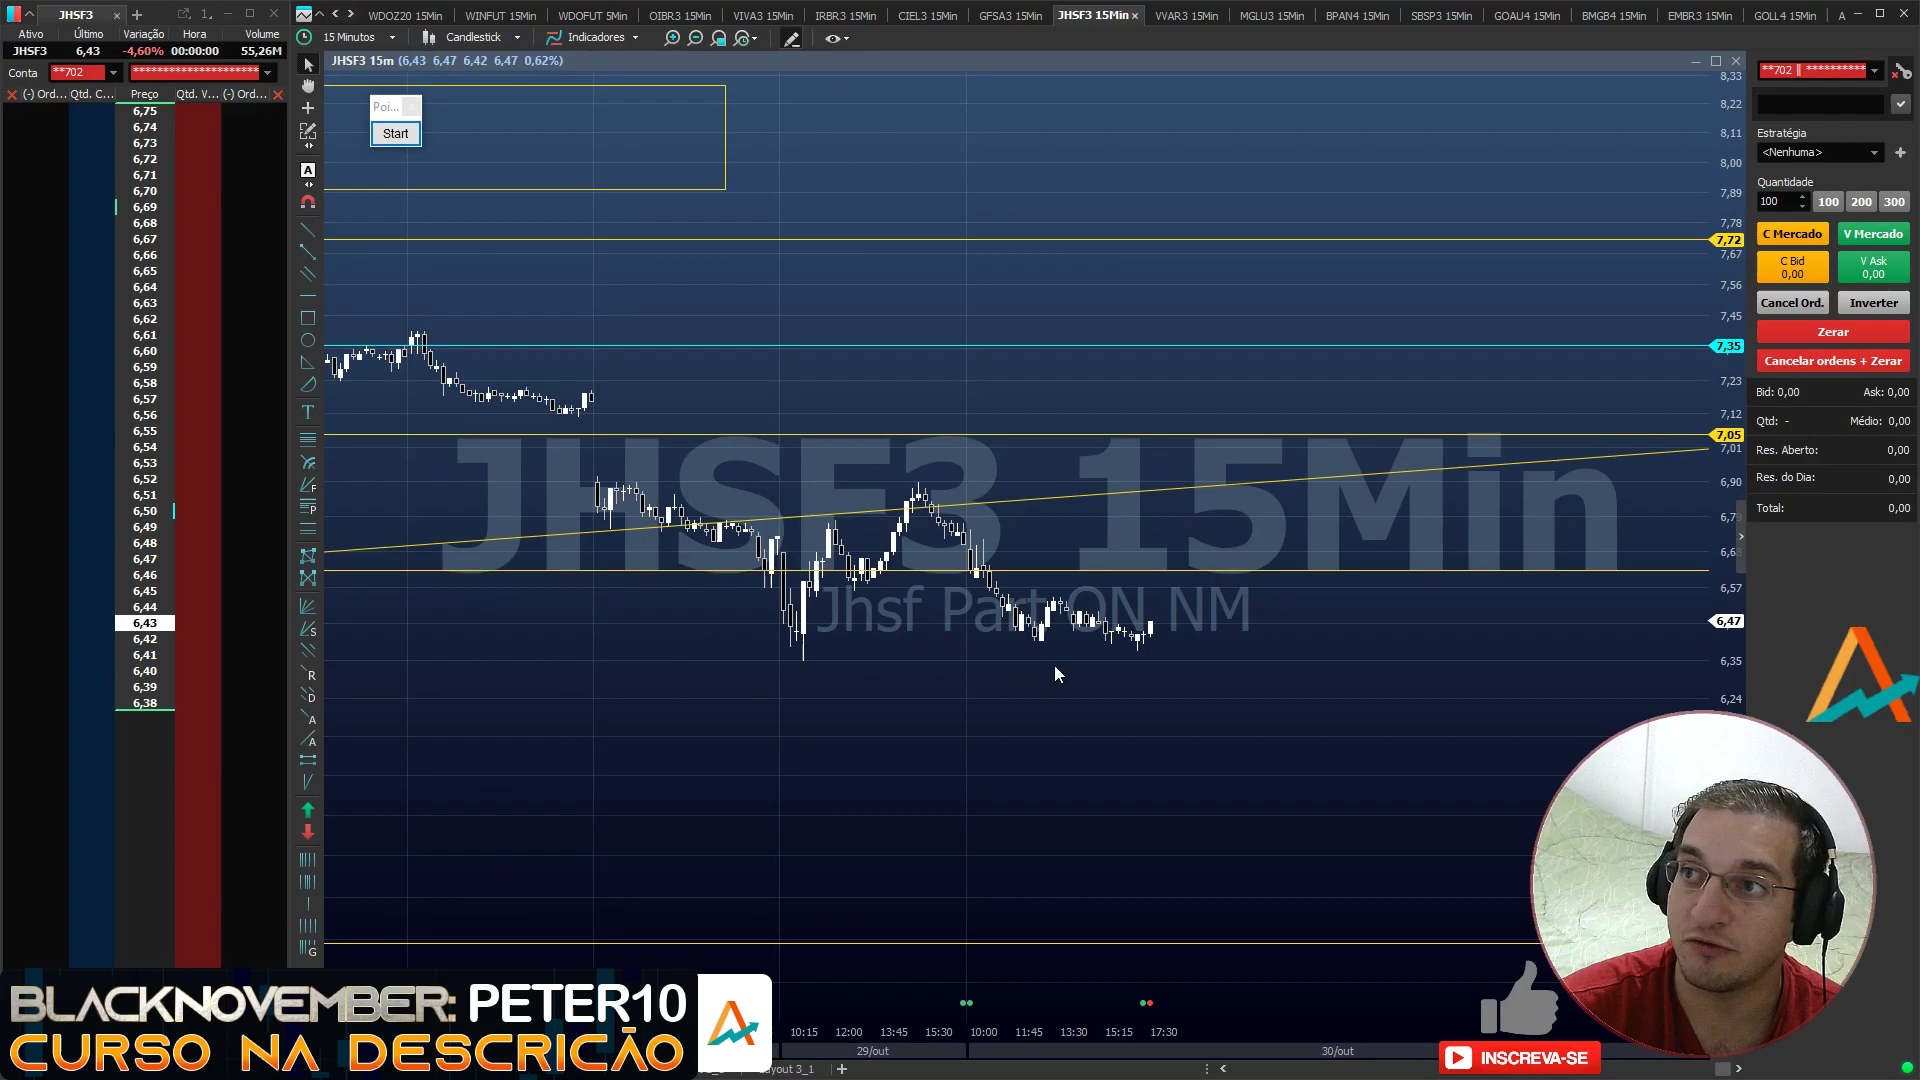 JHSF3
1
WDOZ20 15Min
WINFUT 15Min
WDOFUT 5Min
OIBR3 15Min
VIVA3 15Min
IRBR3 15Min
CIEL3 15Min
GFSA3 15Min
JHSF3 15Min
VVAR3 15Min
MGLU3 15Min
BPAN4 15Min
SBSP3 15Min
GOAU4 15Min
BMGB4 15Min
EMBR3 15Min
GOLL4 15Min
A
Ativo Último Variação Hora Volume
JHSF3 6,43 -4,60% 00:00:00 55,26M
Conta **702 **********************
(-) Ord... Qtd. C... Preço Qtd. V... (-) Ord...
15 Minutos Candlestick Indicadores
JHSF3 15m (6,43 6,47 6,42 6,47 0,62%)
Poi...
Start
6,75
6,74
6,73
6,72
6,71
6,70
6,69
6,68
6,67
6,66
6,65
6,64
6,63
6,62
6,61
6,60
6,59
6,58
6,57
6,56
6,55
6,54
6,53
6,52
6,51
6,50
6,49
6,48
6,47
6,46
6,45
6,44
6,43
6,42
6,41
6,40
6,39
6,38
JHSF3 15Min
Jhsf Part ON NM
8,33
8,22
8,11
8,00
7,89
7,78
7,72
7,67
7,56
7,45
7,35
7,23
7,12
7,05
7,01
6,90
6,79
6,68
6,57
6,47
6,35
6,24
10:15 12:00 13:45 15:30 10:00 11:45 13:30 15:15 17:30
29/out 30/out
Layout 3_1
**702 || **********
Estratégia
<Nenhuma>
Quantidade
100 100 200 300
C Mercado V Mercado
C Bid V Ask
0,00 0,00
Cancel Ord. Inverter
Zerar
Cancelar ordens + Zerar
Bid: 0,00 Ask: 0,00
Qtd: - Médio: 0,00
Res. Aberto: 0,00
Res. do Dia: 0,00
Total: 0,00
BLACKNOVEMBER: PETER10
CURSO NA DESCRICÃO
INSCREVA-SE